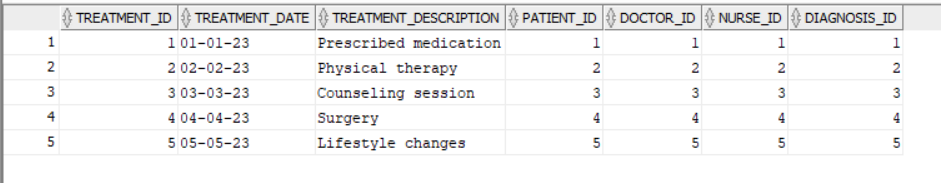 TREATMENT_ID TREATMENT_DATE TREATMENT_DESCRIPTION PATIENT_ID DOCTOR_ID NURSE_ID DIAGNOSIS_ID
1 1 01-01-23 Prescribed medication 1 1 1 1
2 2 02-02-23 Physical therapy 2 2 2 2
3 3 03-03-23 Counseling session 3 3 3 3
4 4 04-04-23 Surgery 4 4 4 4
5 5 05-05-23 Lifestyle changes 5 5 5 5